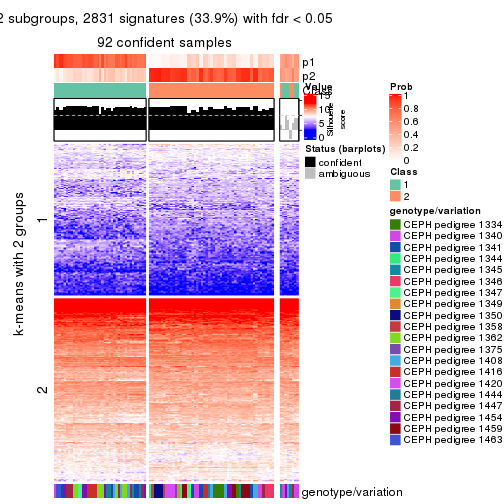 2 subgroups, 2831 signatures (33.9%) with fdr < 0.05
92 confident samples
p1
p2
Class
Value
15
10
5
0
Silhouette
score
Status (barplots)
confident
ambiguous
Prob
1
0.8
0.6
0.4
0.2
0
Class
1
2
genotype/variation
CEPH pedigree 1334
CEPH pedigree 1340
CEPH pedigree 1341
CEPH pedigree 1344
CEPH pedigree 1345
CEPH pedigree 1346
CEPH pedigree 1347
CEPH pedigree 1349
CEPH pedigree 1350
CEPH pedigree 1358
CEPH pedigree 1362
CEPH pedigree 1375
CEPH pedigree 1408
CEPH pedigree 1416
CEPH pedigree 1420
CEPH pedigree 1444
CEPH pedigree 1447
CEPH pedigree 1454
CEPH pedigree 1459
CEPH pedigree 1463
k-means with 2 groups
1
2
genotype/variation